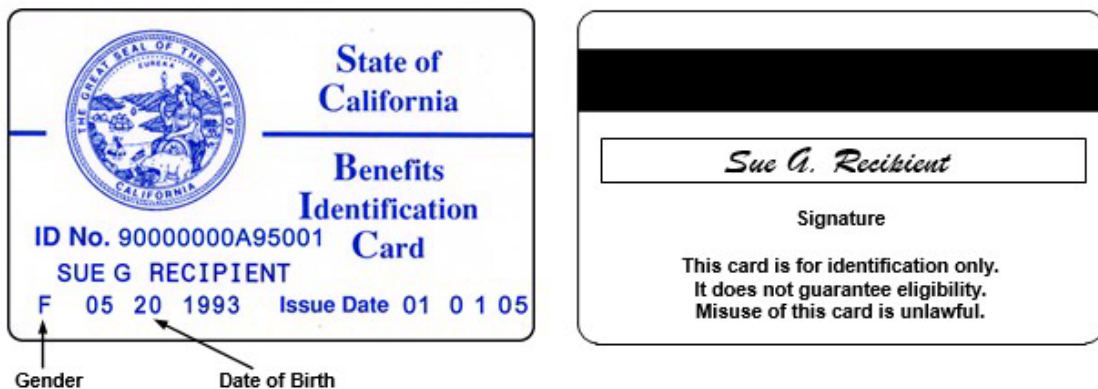 THE GREAT SEAL OF THE STATE OF CALIFORNIA
EUREKA
State of
California
Benefits
Identification
Card
ID No. 90000000A95001
SUE G RECIPIENT
F 05 20 1993 Issue Date 01 0 1 05
Gender Date of Birth
Sue G. Recipient
Signature
This card is for identification only.
It does not guarantee eligibility.
Misuse of this card is unlawful.